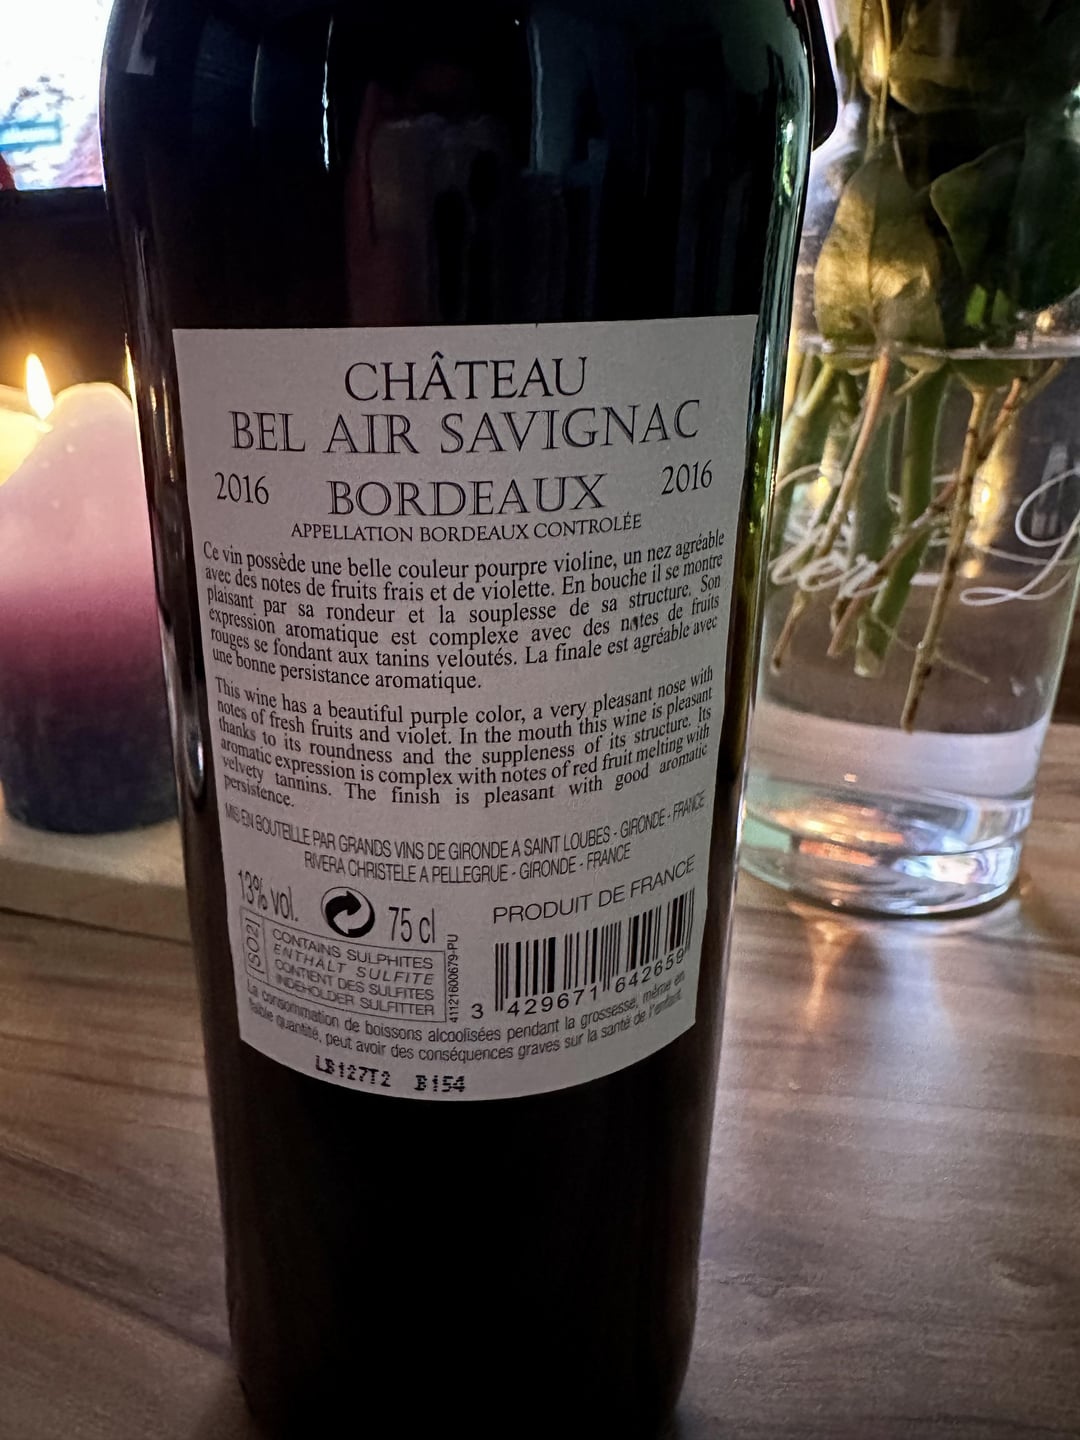 CHÂTEAU
BEL AIR SAVIGNAC
2016 BORDEAUX 2016
APPELLATION BORDEAUX CONTROLÉE
Ce vin possède une belle couleur pourpre violine, un nez agréable
avec des notes de fruits frais et de violette. En bouche il se montre
plaisant par sa rondeur et la souplesse de sa structure. Son
expression aromatique est complexe avec des notes de fruits
rouges se fondant aux tanins veloutés. La finale est agréable avec
une bonne persistance aromatique.
This wine has a beautiful purple color, a very pleasant nose with
notes of fresh fruits and violet. In the mouth this wine is pleasant
thanks to its roundness and the suppleness of its structure. Its
aromatic expression is complex with notes of red fruit melting with
velvety tannins. The finish is pleasant with good aromatic
persistence.
MIS EN BOUTEILLE PAR GRANDS VINS DE GIRONDE A SAINT LOUBES - GIRONDE - FRANCE
RIVERA CHRISTELE A PELLEGRUE - GIRONDE - FRANCE
13% vol. 75 cl PRODUIT DE FRANCE
SO2
CONTAINS SULPHITES
ENTHÄLT SULFITE
CONTIENT DES SULFITES
INDEHOLDER SULFITTER
41121600679-PU
3 429671 642659
La consommation de boissons alcoolisées pendant la grossesse, même en
faible quantité, peut avoir des conséquences graves sur la santé de l'enfant.
LB127T2 B154